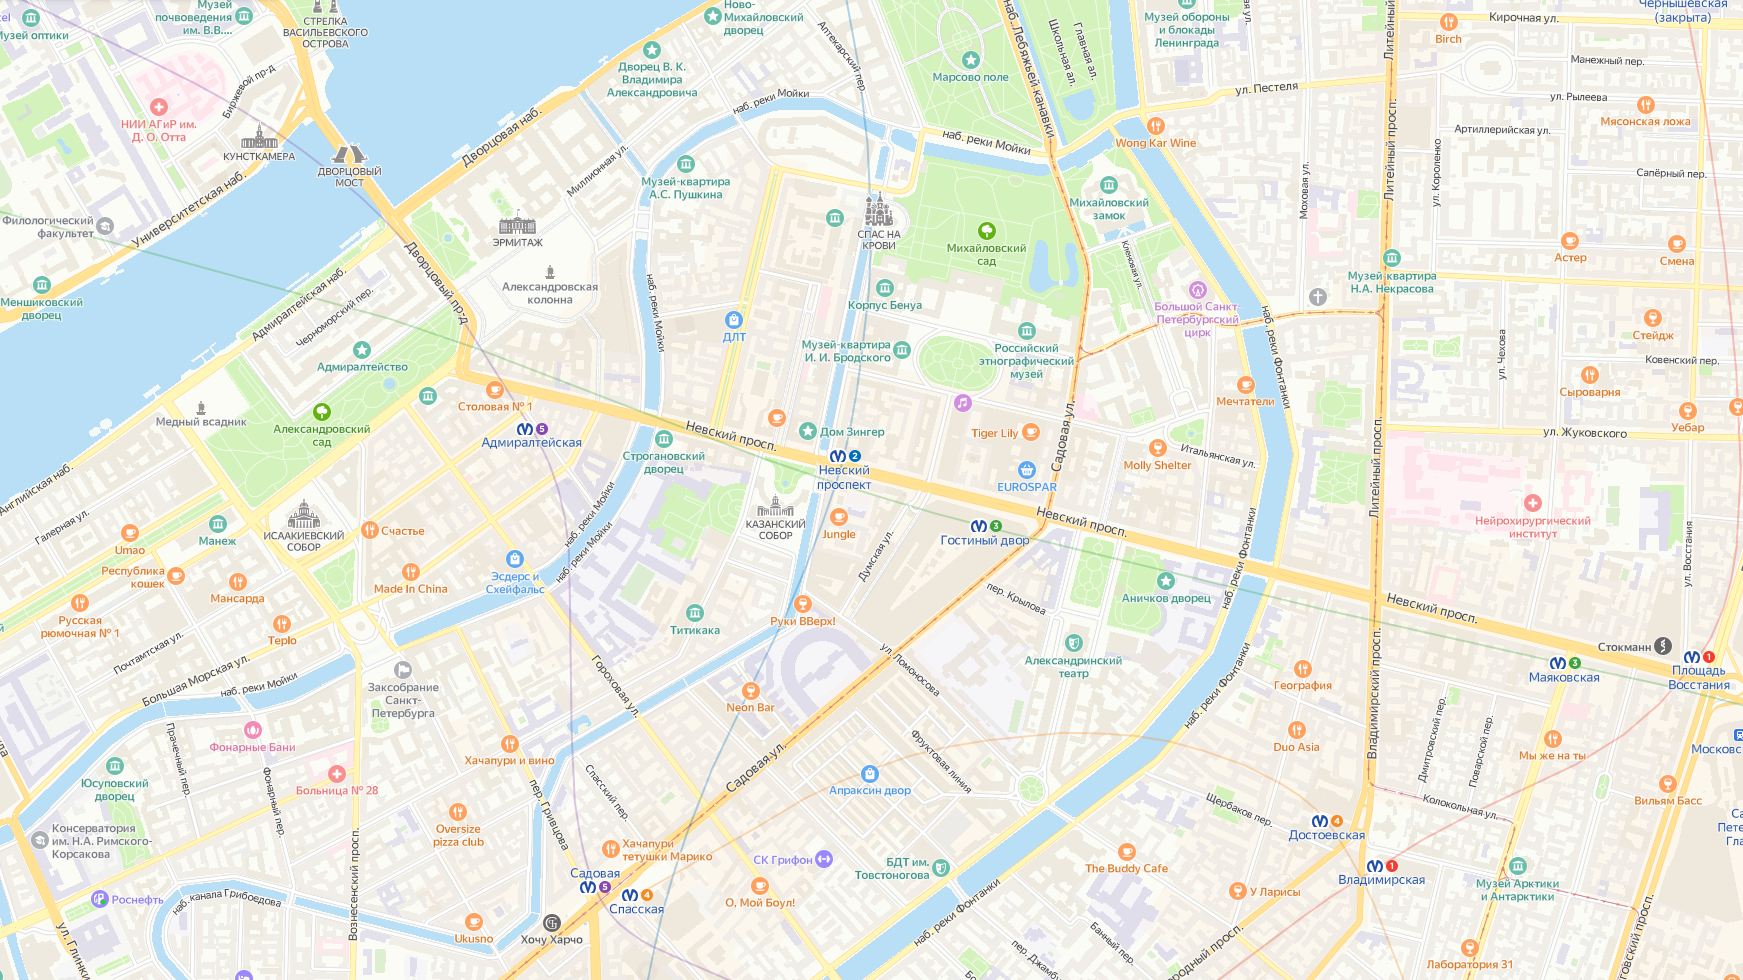 Музей
почвоведения
им. В.В....
Музей оптики
СТРЕЛКА
ВАСИЛЬЕВСКОГО
ОСТРОВА
Биржевой пр-д
НИИ АГиР им.
Д. О. Отта
КУНСТКАМЕРА
ДВОРЦОВЫЙ
МОСТ
Филологический
факультет
Университетская наб.
Меншиковский
дворец
Дворцовая наб.
Дворец В. К.
Владимира
Александровича
Ново-
Михайловский
дворец
Аптекарский пер.
наб. реки Мойки
Миллионная ул.
Музей-квартира
А.С. Пушкина
ЭРМИТАЖ
Александровская
колонна
Дворцовый пр-д
Адмиралтейская наб.
Черноморский пер.
Адмиралтейство
Медный всадник
Александровский
сад
Столовая № 1
Адмиралтейская
5
наб. реки Мойки
ДЛТ
Марсово поле
наб. Лебяжьей канавки
Школьная ал.
Главная ал.
Музей обороны
и блокады
Ленинграда
наб. реки Мойки
Wong Kar Wine
ул. Пестеля
СПАС НА
КРОВИ
Михайловский
сад
Михайловский
замок
Кленовая ул.
Корпус Бенуа
Музей-квартира
И. И. Бродского
Российский
этнографический
музей
Большой Санкт-
Петербургский
цирк
наб. реки Фонтанки
Мечтатели
Литейный просп.
Литейный просп.
Кирочная ул.
Чернышевская
(закрыта)
Birch
Манежный пер.
ул. Рылеева
Мясонская ложа
Артиллерийская ул.
ул. Короленко
Сапёрный пер.
Моховая ул.
Астер
Смена
Музей-квартира
Н.А. Некрасова
Стейдж
ул. Чехова
Ковенский пер.
Сыроварня
Уебар
ул. Жуковского
Литейный просп.
Нейрохирургический
институт
ул. Восстания
Невский просп.
Строгановский
дворец
Дом Зингер
Невский
проспект
2
Tiger Lily
EUROSPAR
Садовая ул.
Molly Shelter
Итальянская ул.
КАЗАНСКИЙ
СОБОР
Jungle
Думская ул.
Гостиный двор
3
Невский просп.
Английская наб.
Галерная ул.
Umao
Манеж
ИСААКИЕВСКИЙ
СОБОР
Счастье
Республика
кошек
Мансарда
Made In China
Русская
рюмочная № 1
Teplo
Почтамтская ул.
Большая Морская ул.
наб. реки Мойки
наб. реки Мойки
наб. реки Мойки
Эсдерс и
Схейфальс
Титикака
Руки ВВерх!
пер. Крылова
Аничков дворец
наб. реки Фонтанки
Александринский
театр
ул. Ломоносова
Невский просп.
Стокманн
Маяковская
3
Площадь
Восстания
1
Заксобрание
Санкт-
Петербурга
Гороховая ул.
Neon Bar
Фонарные Бани
Прачечный пер.
Фонарный пер.
Больница № 28
Юсуповский
дворец
Хачапури и вино
Спасский пер.
пер. Гривцова
Oversize
pizza club
Консерватория
им. Н.А. Римского-
Корсакова
Роснефть
наб. канала Грибоедова
Вознесенский просп.
ул. Глинки
Ukusno
Хочу Харчо
Хачапури
тетушки Марико
Садовая
5
Спасская
4
Садовая ул.
Апраксин двор
Фруктовая линия
СК Грифон
О, Мой Боул!
БДТ им.
Товстоногова
наб. реки Фонтанки
наб. реки Фонтанки
География
Duo Asia
Владимирский просп.
Дмитровский пер.
Поварской пер.
Мы же на ты
Вильям Басс
Колокольная ул.
Щербаков пер.
Достоевская
4
The Buddy Cafe
Владимирская
1
У Ларисы
Музей Арктики
и Антарктики
Лаборатория 31
Банный пер.